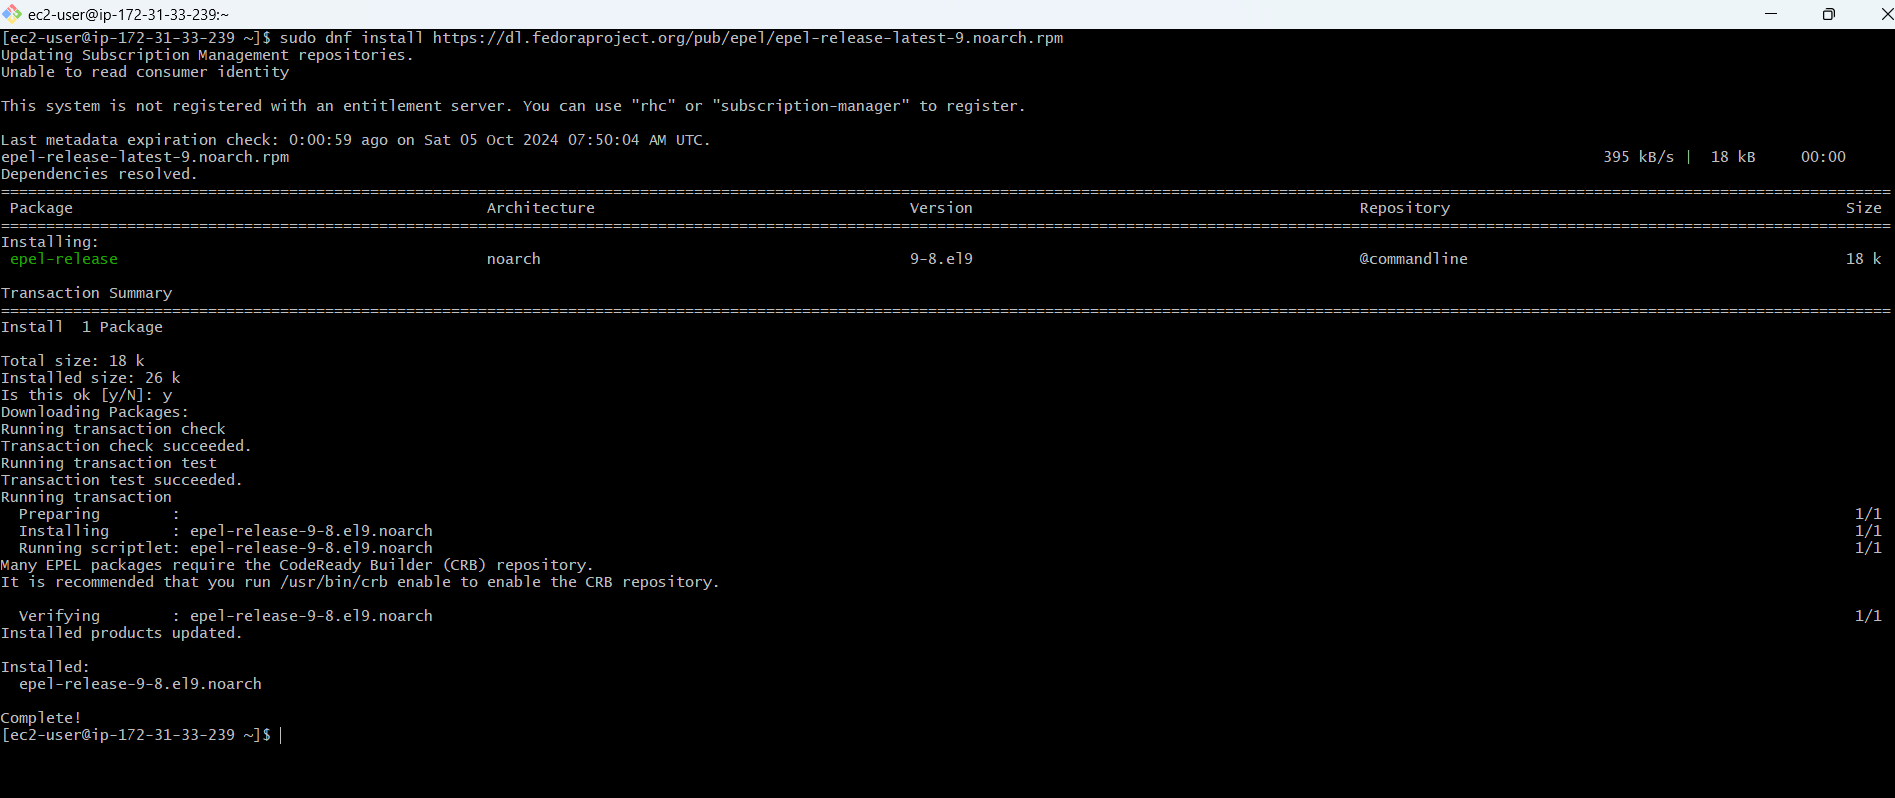 ec2-user@ip-172-31-33-239:~
[ec2-user@ip-172-31-33-239 ~]$ sudo dnf install https://dl.fedoraproject.org/pub/epel/epel-release-latest-9.noarch.rpm
Updating Subscription Management repositories.
Unable to read consumer identity
This system is not registered with an entitlement server. You can use "rhc" or "subscription-manager" to register.
Last metadata expiration check: 0:00:59 ago on Sat 05 Oct 2024 07:50:04 AM UTC.
epel-release-latest-9.noarch.rpm 395 kB/s | 18 kB 00:00
Dependencies resolved.
Package Architecture Version Repository Size
Installing:
epel-release noarch 9-8.el9 @commandline 18 k
Transaction Summary
Install 1 Package
Total size: 18 k
Installed size: 26 k
Is this ok [y/N]: y
Downloading Packages:
Running transaction check
Transaction check succeeded.
Running transaction test
Transaction test succeeded.
Running transaction
Preparing : 1/1
Installing : epel-release-9-8.el9.noarch 1/1
Running scriptlet: epel-release-9-8.el9.noarch 1/1
Many EPEL packages require the CodeReady Builder (CRB) repository.
It is recommended that you run /usr/bin/crb enable to enable the CRB repository.
Verifying : epel-release-9-8.el9.noarch 1/1
Installed products updated.
Installed:
epel-release-9-8.el9.noarch
Complete!
[ec2-user@ip-172-31-33-239 ~]$